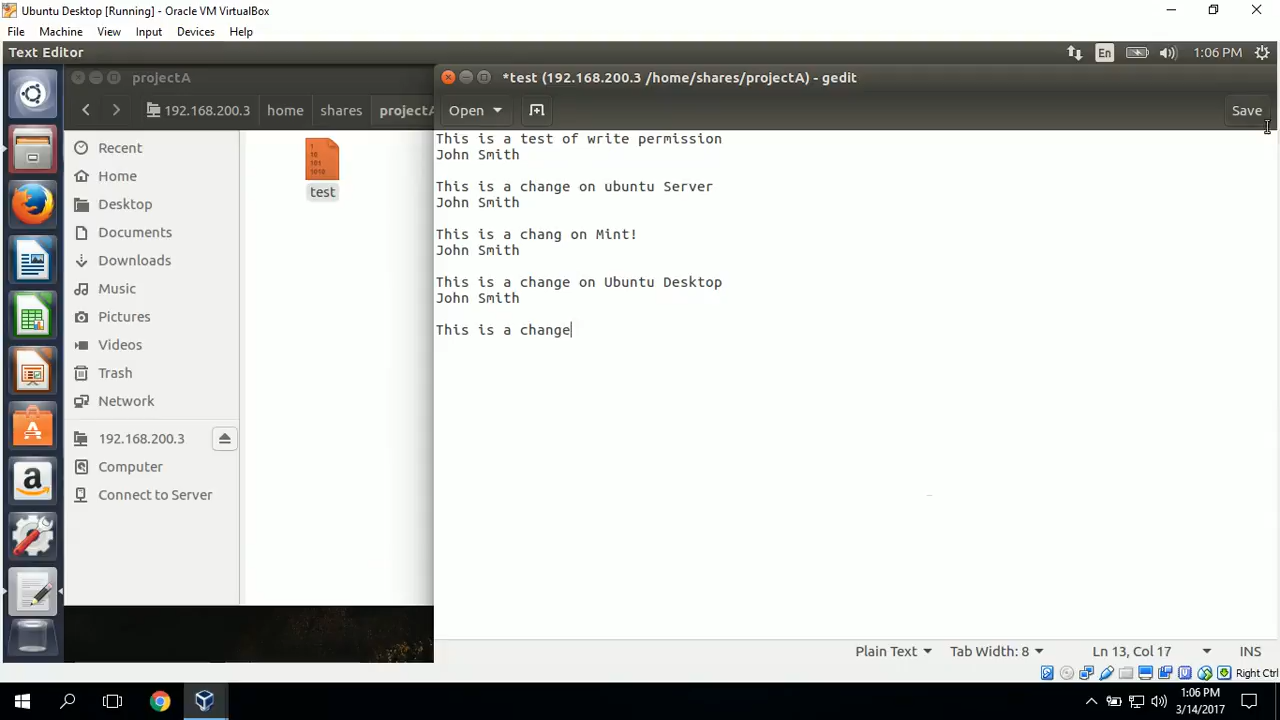 Ubuntu Desktop [Running] - Oracle VM VirtualBox
File Machine View Input Devices Help
Text Editor En 1:06 PM
projectA
*test (192.168.200.3 /home/shares/projectA) - gedit
192.168.200.3 home shares projectA
Open Save
Recent
Home
Desktop
Documents
Downloads
Music
Pictures
Videos
Trash
Network
192.168.200.3
Computer
Connect to Server
1
10
101
1010
test
This is a test of write permission
John Smith
This is a change on ubuntu Server
John Smith
This is a chang on Mint!
John Smith
This is a change on Ubuntu Desktop
John Smith
This is a change
Plain Text Tab Width: 8 Ln 13, Col 17 INS
Right Ctrl
1:06 PM
3/14/2017